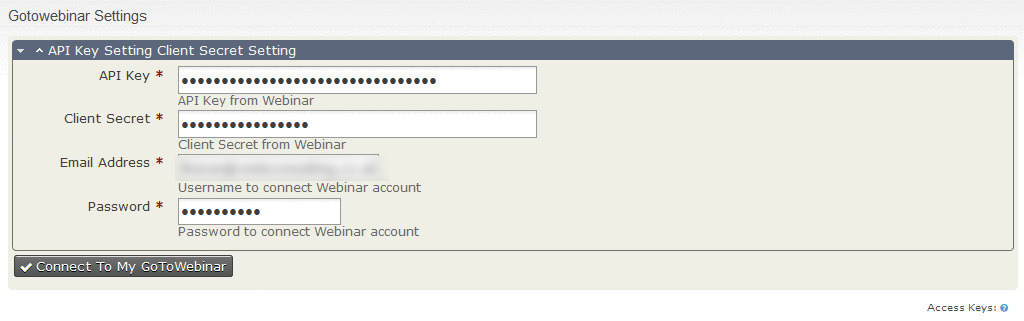 Gotowebinar Settings
API Key Setting Client Secret Setting
API Key *
••••••••••••••••••••••••••••••••
API Key from Webinar
Client Secret *
••••••••••••••••
Client Secret from Webinar
Email Address *
Username to connect Webinar account
Password *
••••••••••
Password to connect Webinar account
Connect To My GoToWebinar
Access Keys: